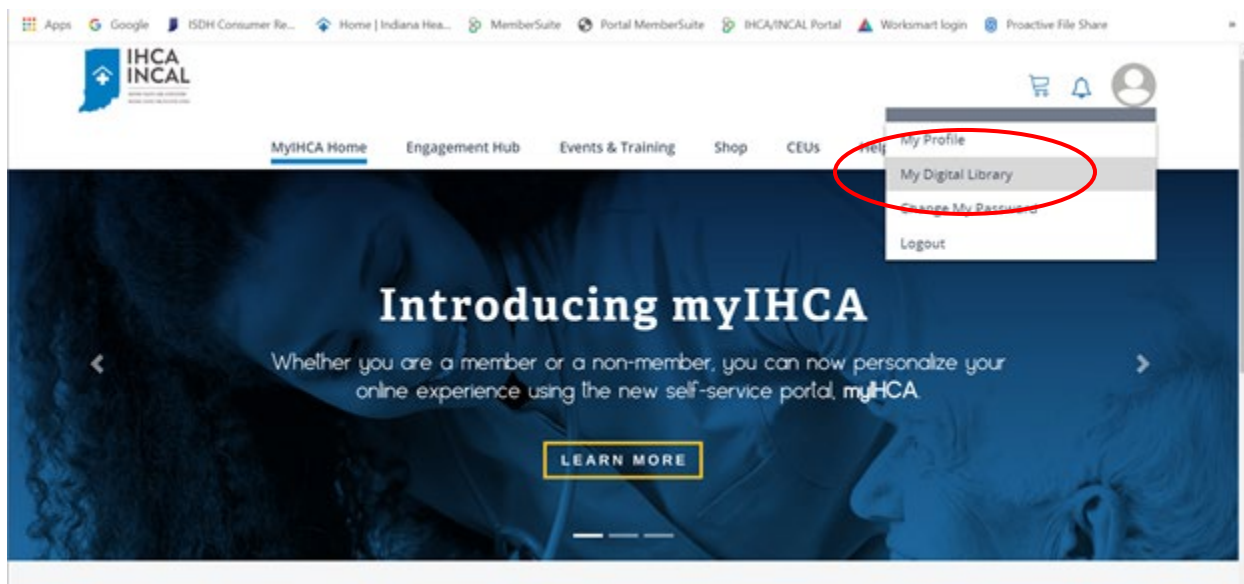 Apps Google ISDH Consumer Re... Home | Indiana Hea... MemberSuite Portal MemberSuite IHCA/INCAL Portal Worksmart login Proactive File Share »
IHCA
INCAL
MyIHCA Home Engagement Hub Events & Training Shop CEUs Help
My Profile
My Digital Library
Change My Password
Logout
Introducing myIHCA
Whether you are a member or a non-member, you can now personalize your
online experience using the new self-service portal, myIHCA.
LEARN MORE